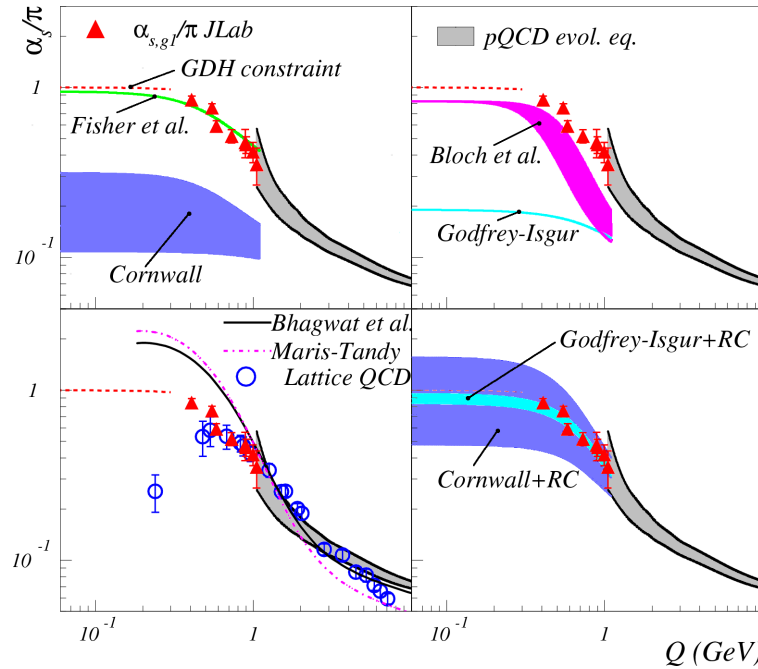 α_s/π
α_{s,g1}/π JLab
GDH constraint
Fisher et al.
Cornwall
1
10^-1
pQCD evol. eq.
Bloch et al.
Godfrey-Isgur
Bhagwat et al.
Maris-Tandy
Lattice QCD
1
10^-1
Godfrey-Isgur+RC
Cornwall+RC
10^-1
1
10^-1
1
Q (GeV)